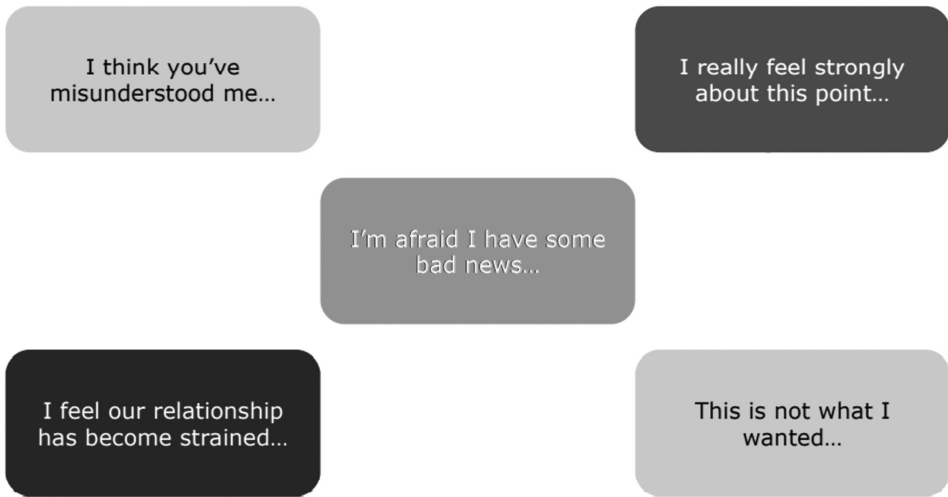 I think you’ve
misunderstood me...
I really feel strongly
about this point...
I’m afraid I have some
bad news...
I feel our relationship
has become strained...
This is not what I
wanted...